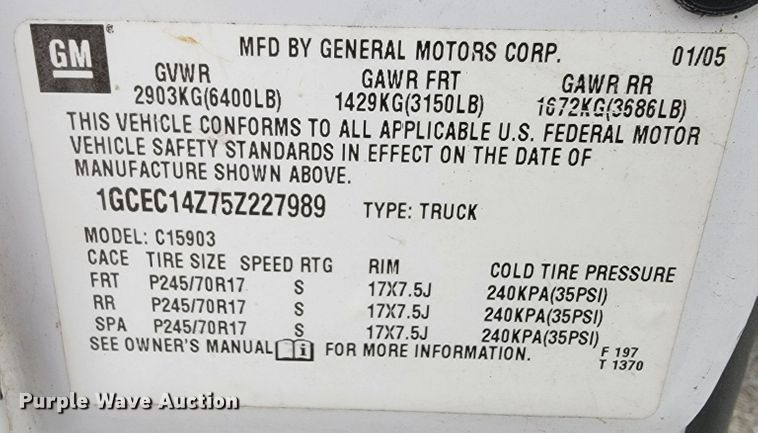 GM
MFD BY GENERAL MOTORS CORP. 01/05
GVWR GAWR FRT GAWR RR
2903KG(6400LB) 1429KG(3150LB) 1672KG(3686LB)
THIS VEHICLE CONFORMS TO ALL APPLICABLE U.S. FEDERAL MOTOR
VEHICLE SAFETY STANDARDS IN EFFECT ON THE DATE OF
MANUFACTURE SHOWN ABOVE.
1GCEC14Z75Z227989 TYPE: TRUCK
MODEL: C15903
CACE TIRE SIZE SPEED RTG RIM COLD TIRE PRESSURE
FRT P245/70R17 S 17X7.5J 240KPA(35PSI)
RR P245/70R17 S 17X7.5J 240KPA(35PSI)
SPA P245/70R17 S 17X7.5J 240KPA(35PSI)
SEE OWNER'S MANUAL i FOR MORE INFORMATION. F 197
T 1370
Purple Wave Auction